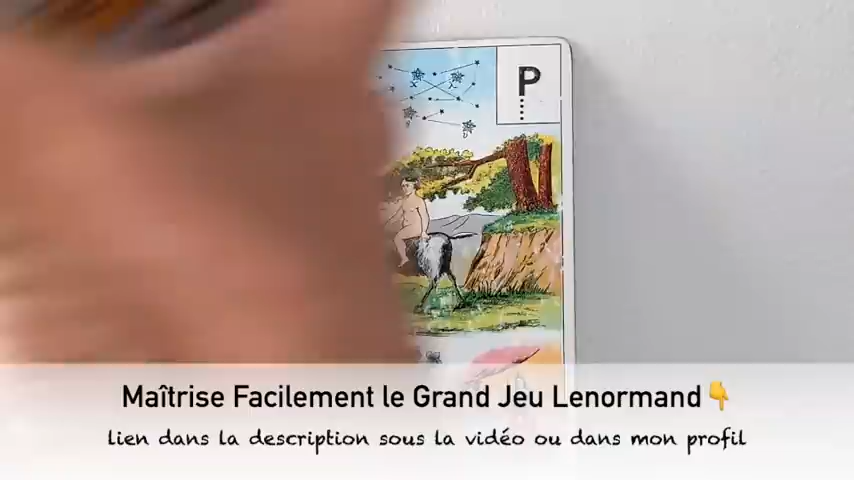 P
Maîtrise Facilement le Grand Jeu Lenormand👇
lien dans la description sous la vidéo ou dans mon profil